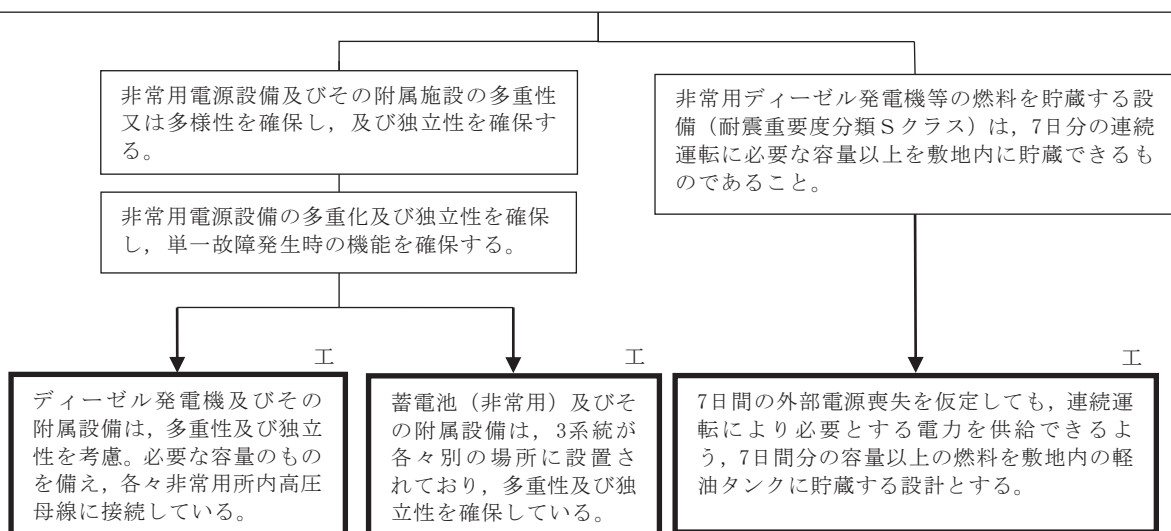 非常用電源設備及びその附属施設の多重性
又は多様性を確保し，及び独立性を確保す
る。
非常用ディーゼル発電機等の燃料を貯蔵する設
備（耐震重要度分類Ｓクラス）は，7日分の連続
運転に必要な容量以上を敷地内に貯蔵できるも
のであること。
非常用電源設備の多重化及び独立性を確保
し，単一故障発生時の機能を確保する。
工
ディーゼル発電機及びその
附属設備は，多重性及び独立
性を考慮。必要な容量のもの
を備え，各々非常用所内高圧
母線に接続している。
工
蓄電池（非常用）及びそ
の附属設備は，3系統が
各々別の場所に設置さ
れており，多重性及び独
立性を確保している。
工
7日間の外部電源喪失を仮定しても，連続運
転により必要とする電力を供給できるよ
う，7日間分の容量以上の燃料を敷地内の軽
油タンクに貯蔵する設計とする。